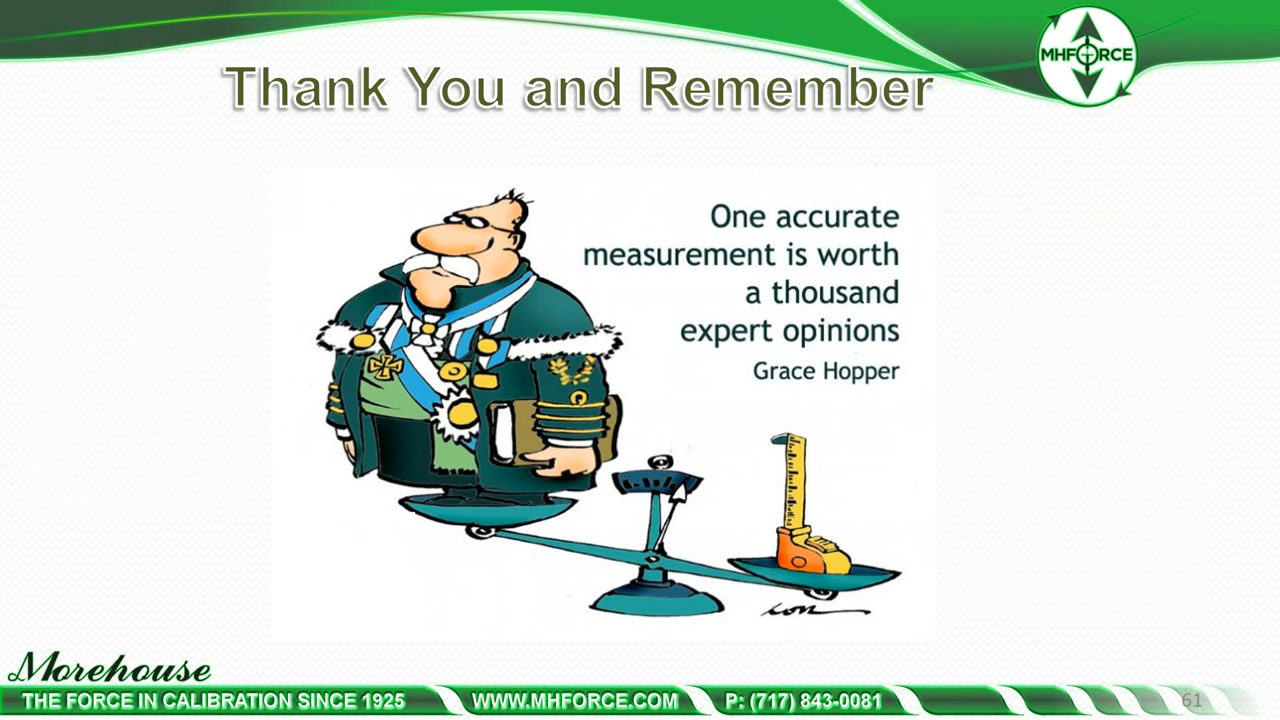 MHFORCE
Thank You and Remember
One accurate
measurement is worth
a thousand
expert opinions
Grace Hopper
Morehouse
THE FORCE IN CALIBRATION SINCE 1925
WWW.MHFORCE.COM
P: (717) 843-0081
61